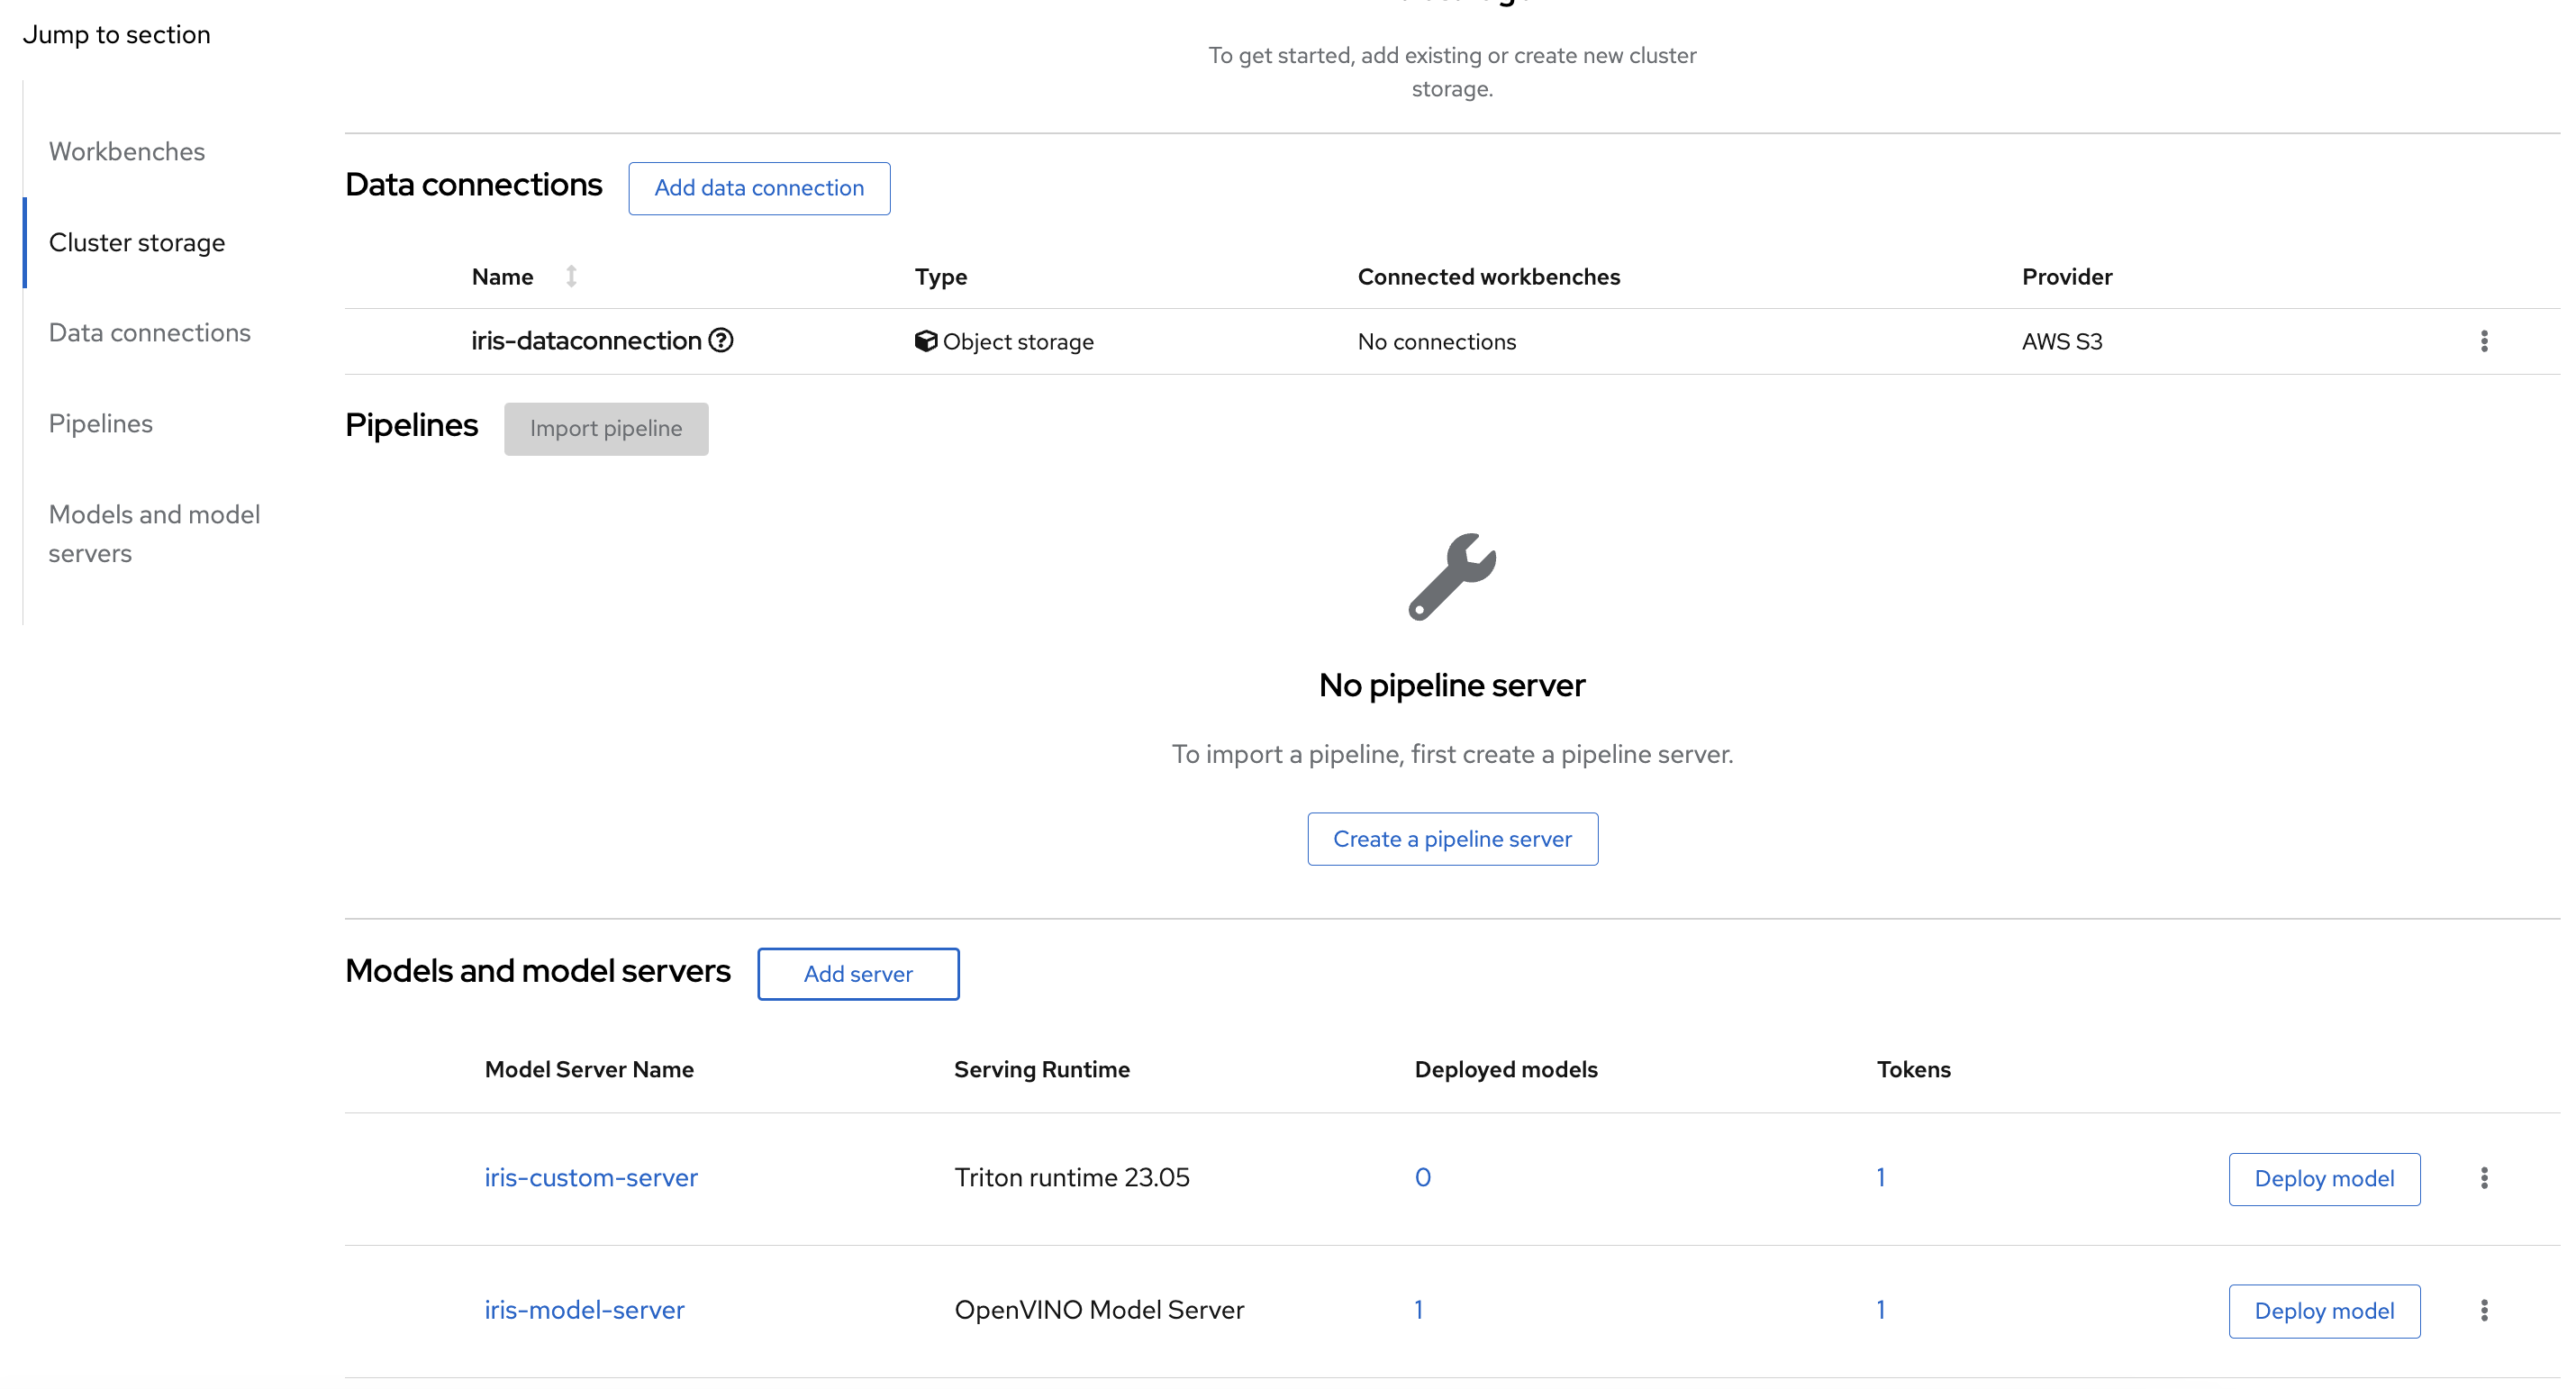 Jump to section
Workbenches
Cluster storage
Data connections
Pipelines
Models and model
servers
To get started, add existing or create new cluster
storage.
Data connections
Add data connection
Name Type Connected workbenches Provider
iris-dataconnection Object storage No connections AWS S3
Pipelines
Import pipeline
No pipeline server
To import a pipeline, first create a pipeline server.
Create a pipeline server
Models and model servers
Add server
Model Server Name Serving Runtime Deployed models Tokens
iris-custom-server Triton runtime 23.05 0 1 Deploy model
iris-model-server OpenVINO Model Server 1 1 Deploy model